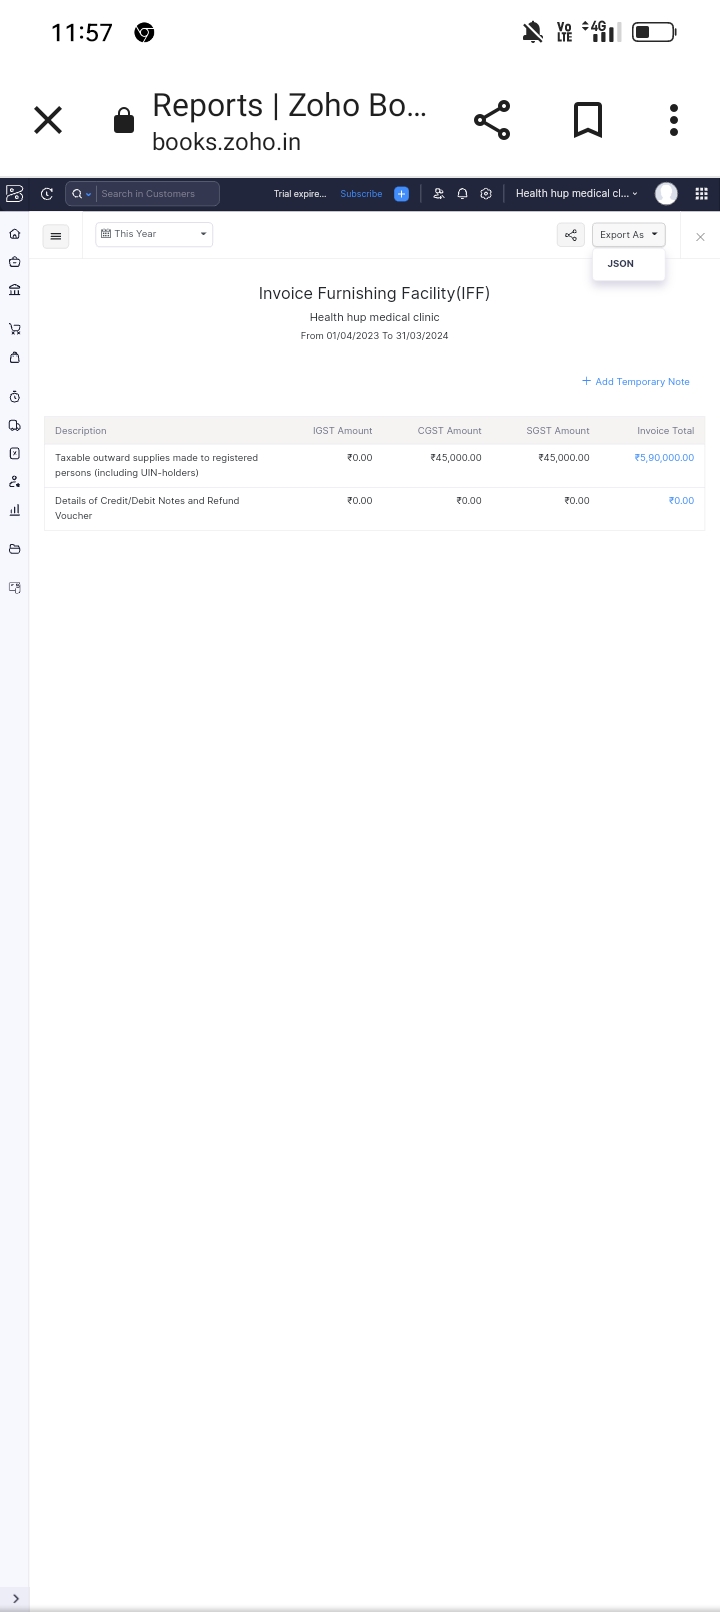 11:57
Vo
LTE
4G
Reports | Zoho Bo...
books.zoho.in
Search in Customers
Trial expire...
Subscribe
Health hup medical cl...
This Year
Export As
JSON
Invoice Furnishing Facility(IFF)
Health hup medical clinic
From 01/04/2023 To 31/03/2024
+ Add Temporary Note
Description IGST Amount CGST Amount SGST Amount Invoice Total
Taxable outward supplies made to registered ₹0.00 ₹45,000.00 ₹45,000.00 ₹5,90,000.00
persons (including UIN-holders)
Details of Credit/Debit Notes and Refund ₹0.00 ₹0.00 ₹0.00 ₹0.00
Voucher